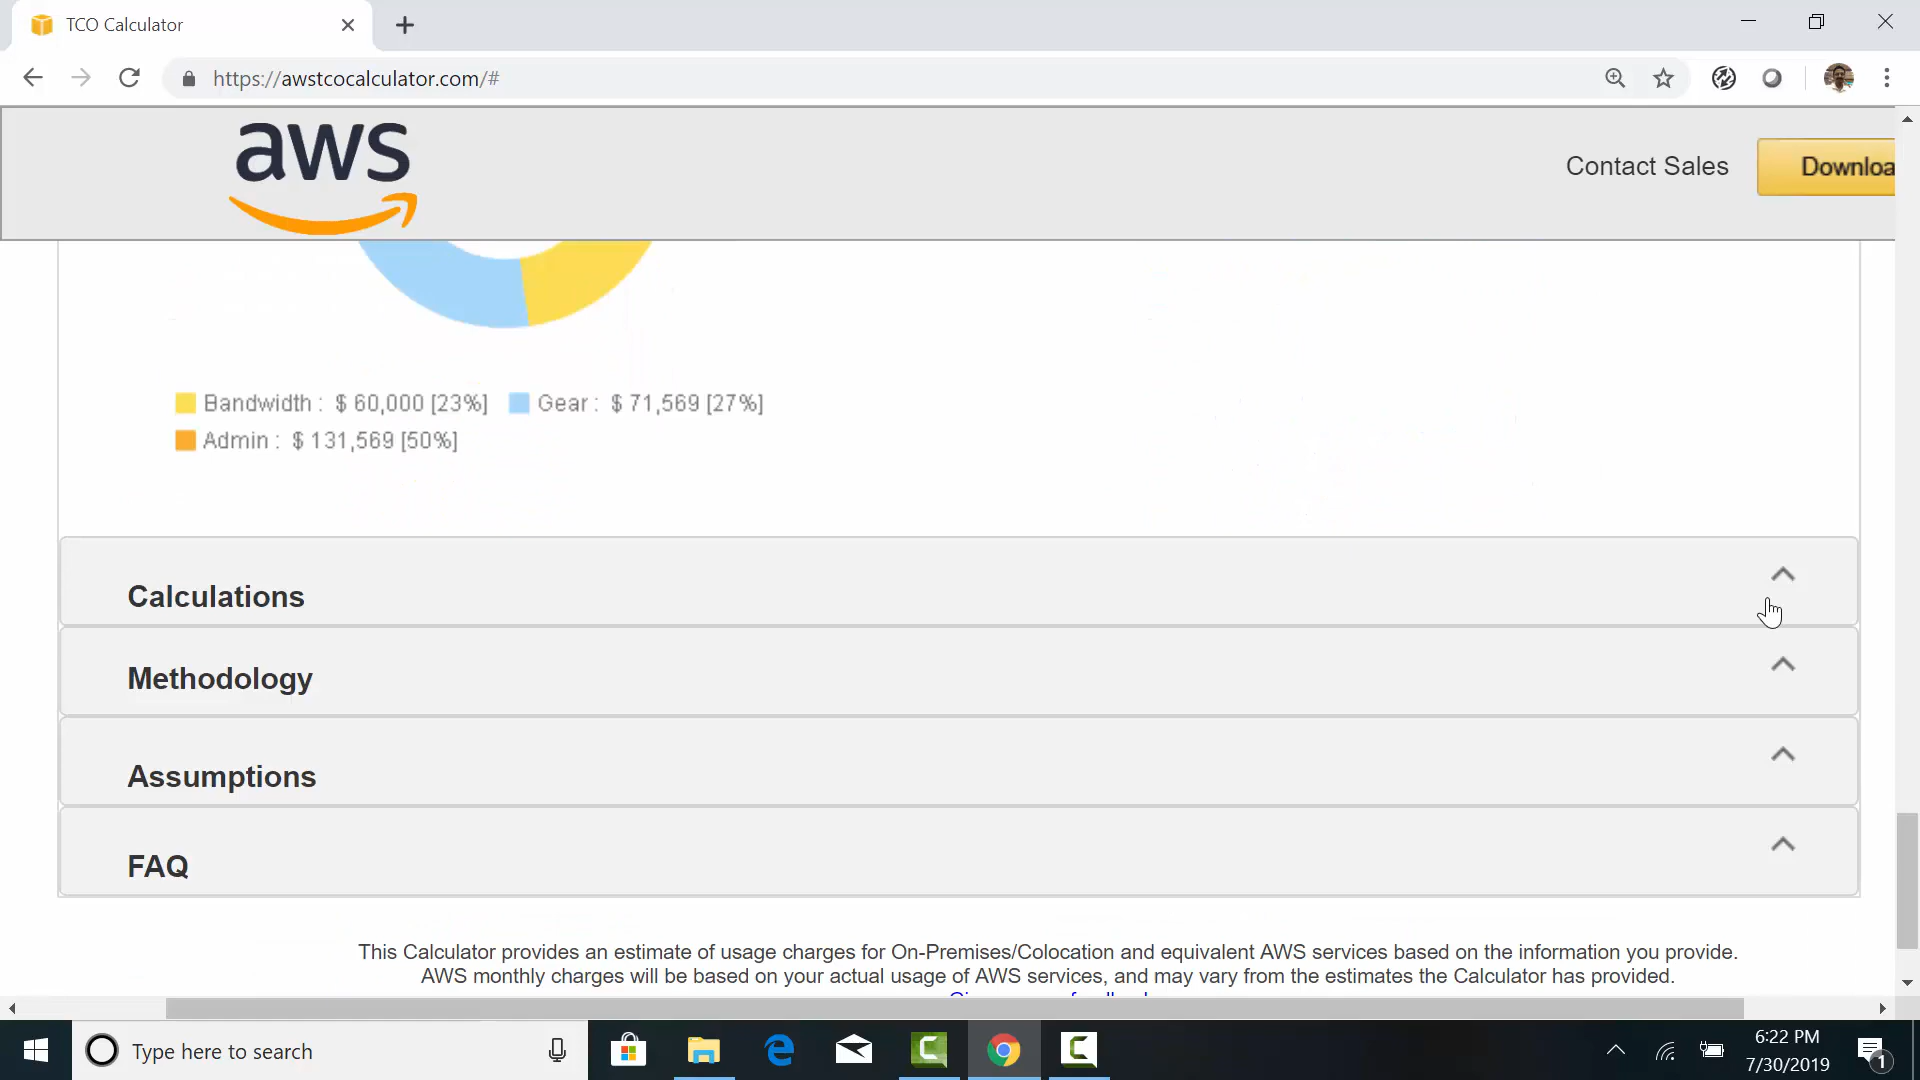 TCO Calculator
https://awstcocalculator.com/#
aws
Contact Sales
Downloa
Bandwidth : $ 60,000 [23%] Gear : $ 71,569 [27%]
Admin : $ 131,569 [50%]
Calculations
Methodology
Assumptions
FAQ
This Calculator provides an estimate of usage charges for On-Premises/Colocation and equivalent AWS services based on the information you provide.
AWS monthly charges will be based on your actual usage of AWS services, and may vary from the estimates the Calculator has provided.
Type here to search
6:22 PM
7/30/2019
1